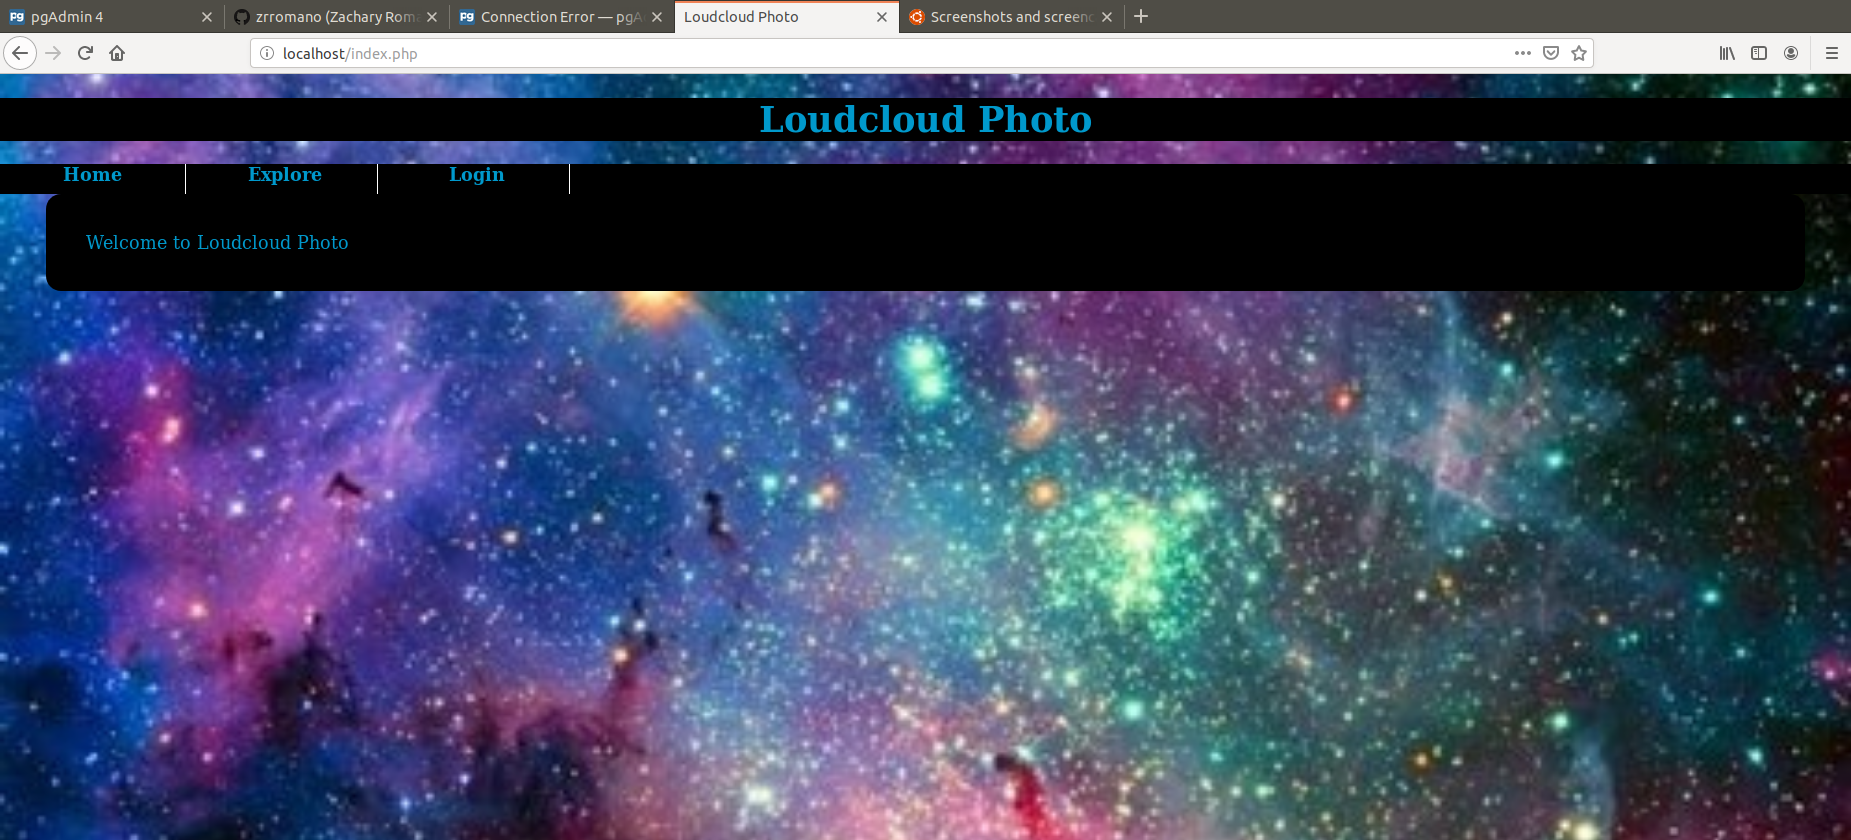 pgAdmin 4
zrromano (Zachary Rom
Connection Error — pgA
Loudcloud Photo
Screenshots and screen
localhost/index.php
Loudcloud Photo
Home Explore Login
Welcome to Loudcloud Photo